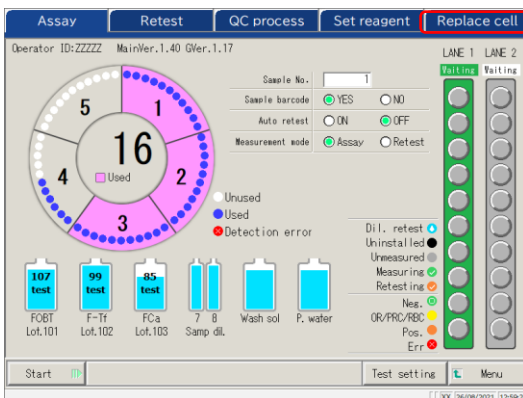 Assay Retest QC process Set reagent Replace cell
Operator ID:ZZZZZ MainVer.1.40 GVer.1.17
LANE 1 LANE 2
Waiting Waiting
Sample No. 1
Sample barcode YES NO
Auto retest ON OFF
Measurement mode Assay Retest
5 1
16
Used
4 2
3
Unused
Used
Detection error
Dil. retest
Uninstalled
Unmeasured
Measuring
Retesting
Neg.
OR/PRC/RBC
Pos.
Err
107 test 99 test 85 test
FOBT F-Tf FCa 7 8 Wash sol P. water
Lot.101 Lot.102 Lot.103 Samp dil.
Start Test setting Menu